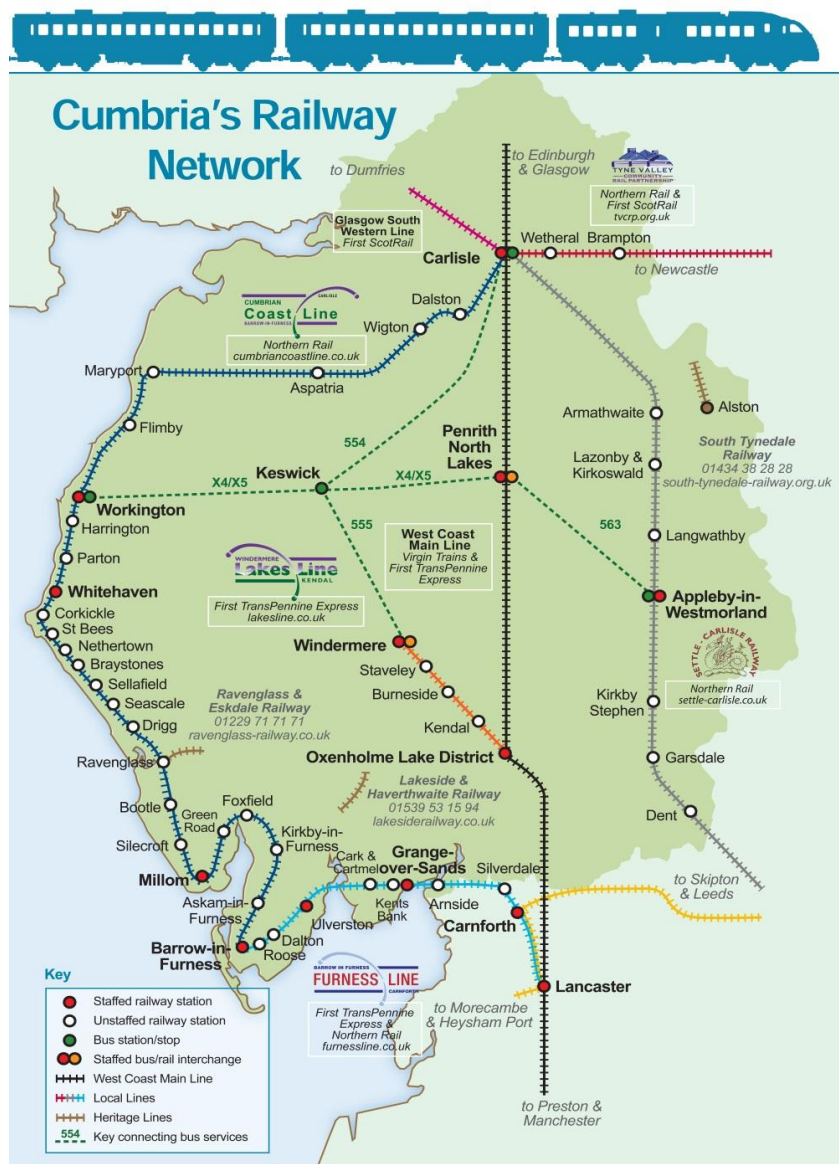 Cumbria's Railway
Network
to Dumfries
to Edinburgh
& Glasgow
TYNE VALLEY
COMMUNITY
RAIL PARTNERSHIP
Northern Rail &
First ScotRail
tvcrp.org.uk
Glasgow South
Western Line
First ScotRail
Carlisle
Wetheral
Brampton
to Newcastle
CARLISLE
CUMBRIAN
Coast Line
BARROW-IN-FURNESS
Northern Rail
cumbriancoastline.co.uk
Dalston
Wigton
Maryport
Aspatria
Flimby
Armathwaite
Alston
South Tynedale
Railway
01434 38 28 28
south-tynedale-railway.org.uk
554
Penrith
North
Lakes
Lazonby &
Kirkoswald
Keswick
X4/X5
X4/X5
Workington
Harrington
555
563
West Coast
Main Line
Virgin Trains &
First TransPennine
Express
Langwathby
Parton
WINDERMERE
Lakes Line
KENDAL
First TransPennine Express
lakesline.co.uk
Whitehaven
Appleby-in-
Westmorland
Corkickle
St Bees
Nethertown
Braystones
Sellafield
Seascale
Drigg
Windermere
Staveley
Burneside
Kendal
SETTLE - CARLISLE RAILWAY
Northern Rail
settle-carlisle.co.uk
Kirkby
Stephen
Ravenglass &
Eskdale Railway
01229 71 71 71
ravenglass-railway.co.uk
Oxenholme Lake District
Garsdale
Ravenglass
Lakeside &
Haverthwaite Railway
01539 53 15 94
lakesiderailway.co.uk
Dent
Bootle
Green
Road
Foxfield
Silecroft
Kirkby-in-
Furness
Millom
Cark &
Cartmel
Grange-
over-Sands
Silverdale
to Skipton
& Leeds
Askam-in-
Furness
Ulverston
Kents
Bank
Arnside
Carnforth
Barrow-in-
Furness
Dalton
Roose
Lancaster
BARROW IN FURNESS
FURNESS LINE
CARNFORTH
First TransPennine
Express &
Northern Rail
furnessline.co.uk
to Morecambe
& Heysham Port
to Preston &
Manchester
Key
Staffed railway station
Unstaffed railway station
Bus station/stop
Staffed bus/rail interchange
West Coast Main Line
Local Lines
Heritage Lines
554 Key connecting bus services